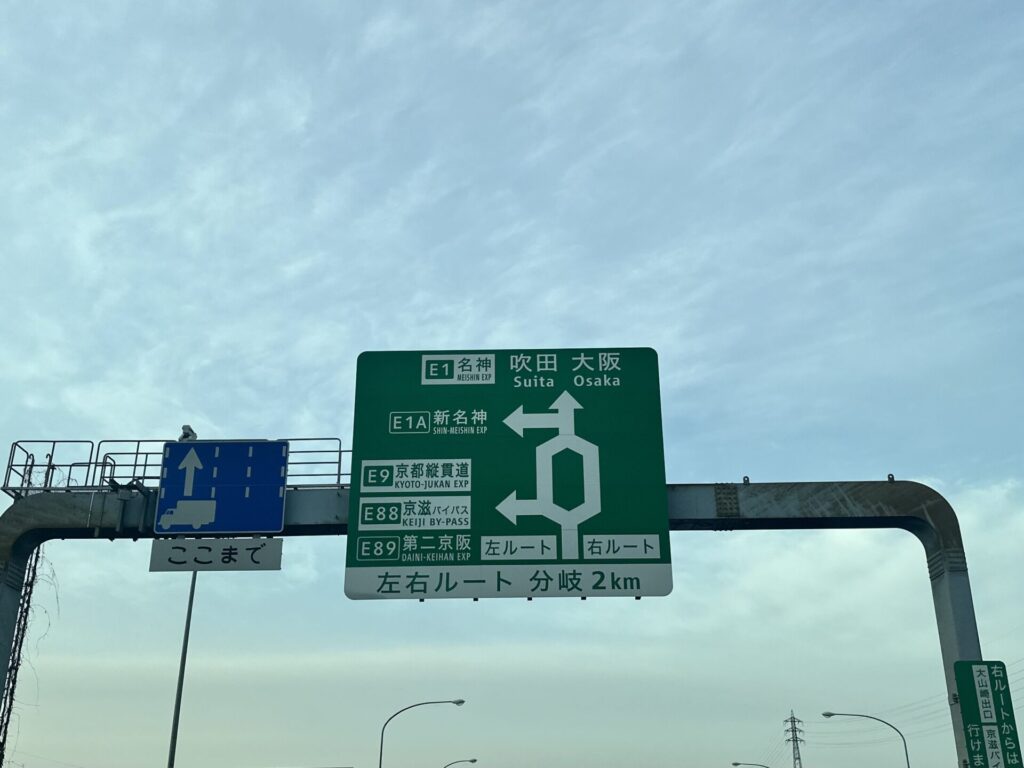 E1 名神 吹田 大阪
MEISHIN EXP Suita Osaka
E1A 新名神
SHIN-MEISHIN EXP
E9 京都縦貫道
KYOTO-JUKAN EXP
E88 京滋バイパス
KEIJI BY-PASS
E89 第二京阪
DAINI-KEIHAN EXP
左ルート 右ルート
左右ルート 分岐 2km
ここまで
右ルートからは
大山崎出口
京滋バイ
行けま